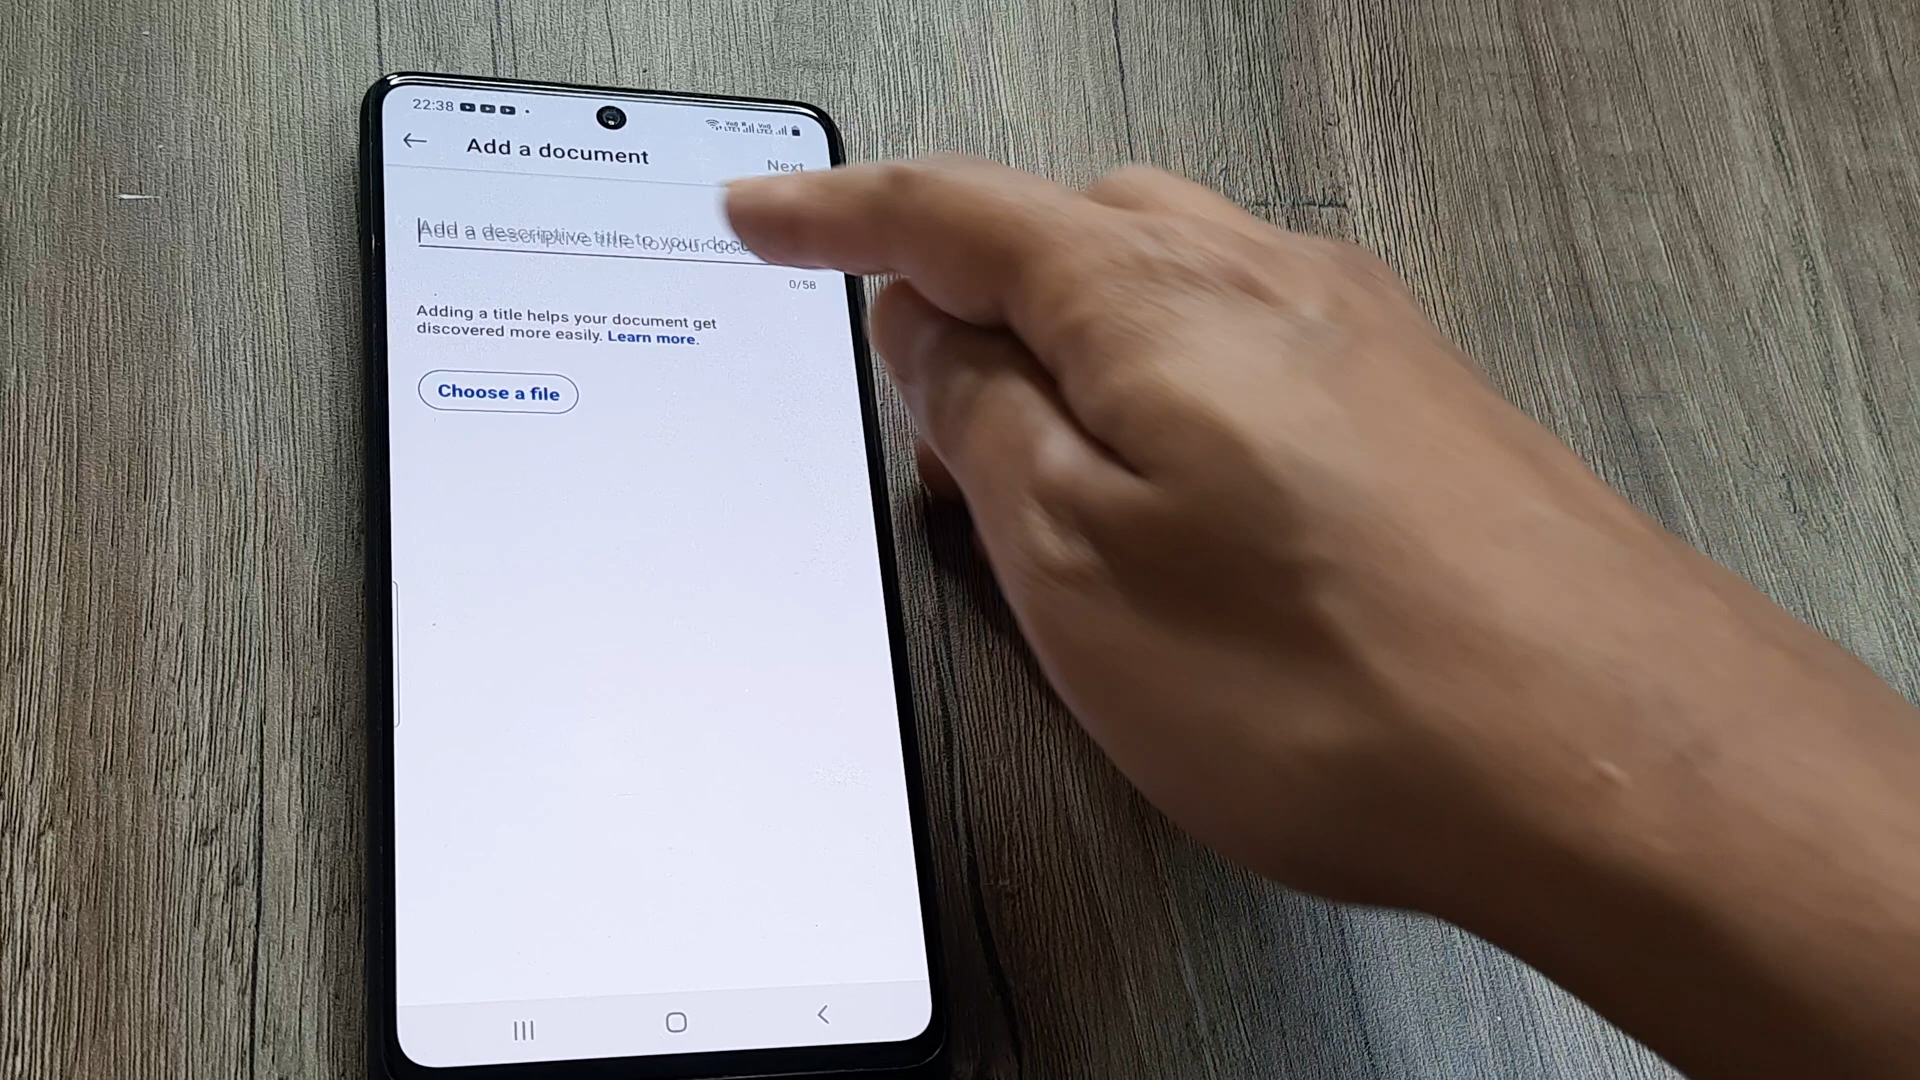 22:38
Add a document
Next
Add a descriptive title to your docu
0/58
Adding a title helps your document get
discovered more easily. Learn more.
Choose a file